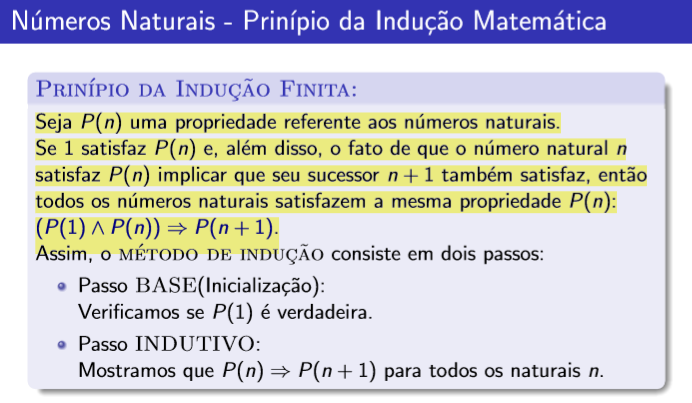 Números Naturais - Prinípio da Indução Matemática
Prinípio da Indução Finita:
Seja P(n) uma propriedade referente aos números naturais.
Se 1 satisfaz P(n) e, além disso, o fato de que o número natural n
satisfaz P(n) implicar que seu sucessor n + 1 também satisfaz, então
todos os números naturais satisfazem a mesma propriedade P(n):
(P(1) ∧ P(n)) ⇒ P(n + 1).
Assim, o método de indução consiste em dois passos:
• Passo BASE(Inicialização):
Verificamos se P(1) é verdadeira.
• Passo INDUTIVO:
Mostramos que P(n) ⇒ P(n + 1) para todos os naturais n.